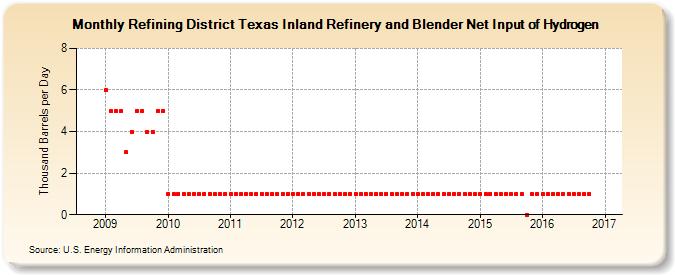 Monthly Refining District Texas Inland Refinery and Blender Net Input of Hydrogen
Thousand Barrels per Day
8
6
4
2
0
2009 2010 2011 2012 2013 2014 2015 2016 2017
Source: U.S. Energy Information Administration